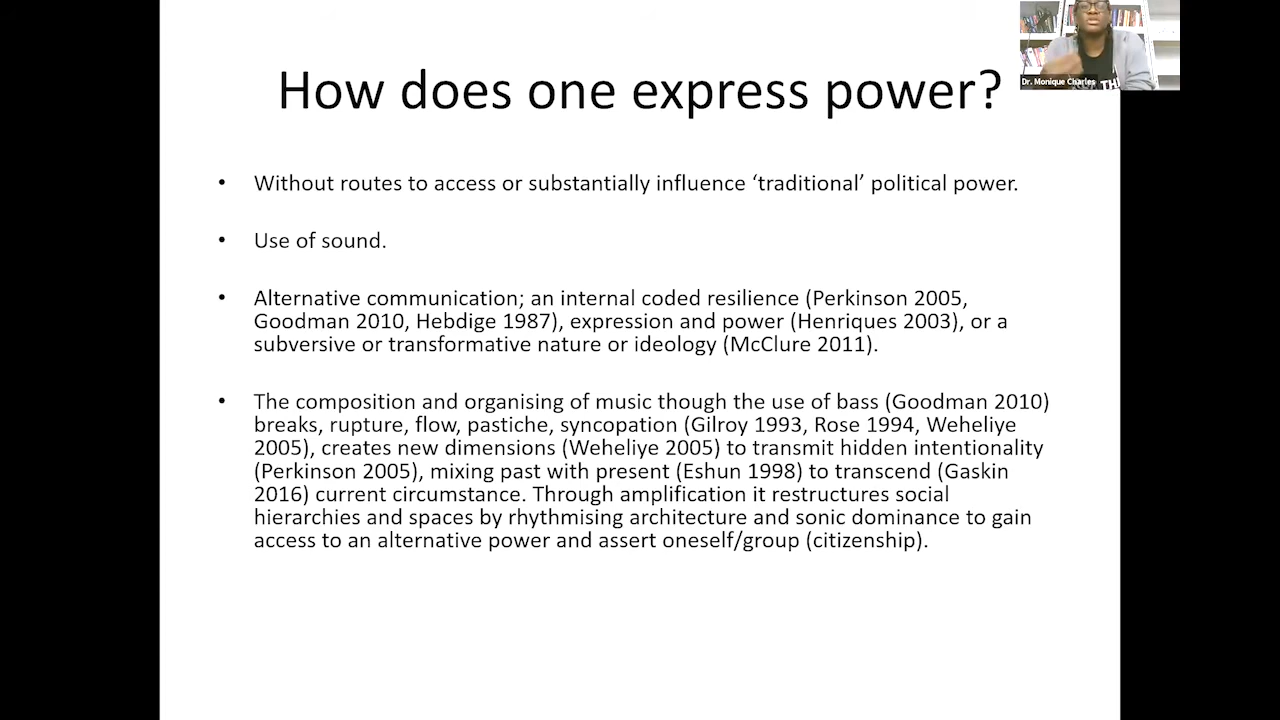 How does one express power?
Dr. Monique Charles
• Without routes to access or substantially influence ‘traditional’ political power.
• Use of sound.
• Alternative communication; an internal coded resilience (Perkinson 2005,
Goodman 2010, Hebdige 1987), expression and power (Henriques 2003), or a
subversive or transformative nature or ideology (McClure 2011).
• The composition and organising of music though the use of bass (Goodman 2010)
breaks, rupture, flow, pastiche, syncopation (Gilroy 1993, Rose 1994, Weheliye
2005), creates new dimensions (Weheliye 2005) to transmit hidden intentionality
(Perkinson 2005), mixing past with present (Eshun 1998) to transcend (Gaskin
2016) current circumstance. Through amplification it restructures social
hierarchies and spaces by rhythmising architecture and sonic dominance to gain
access to an alternative power and assert oneself/group (citizenship).